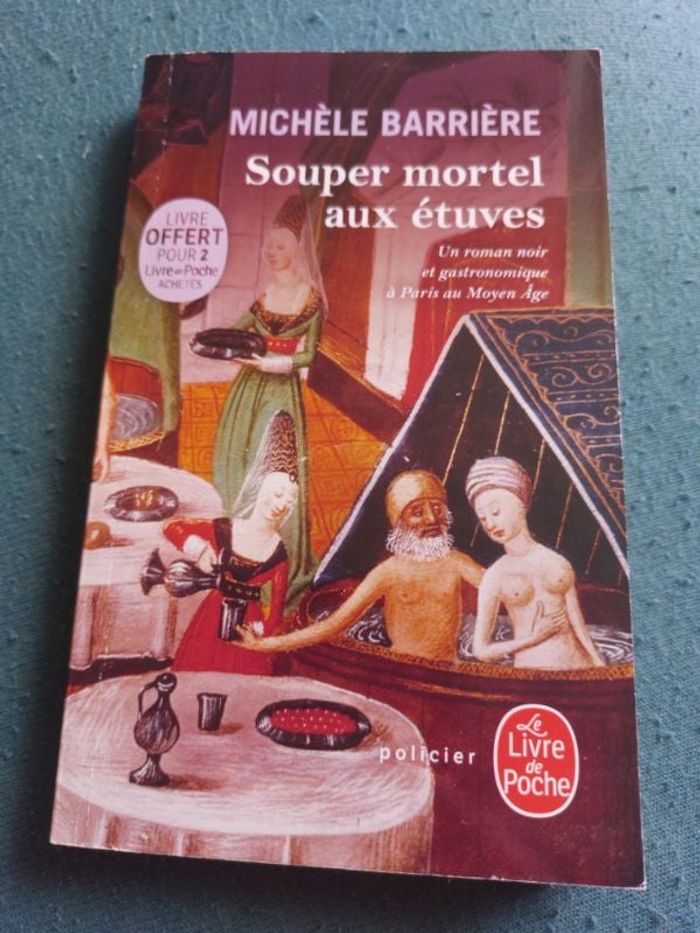 MICHÈLE BARRIÈRE
Souper mortel
aux étuves
Un roman noir
et gastronomique
à Paris au Moyen Âge
LIVRE
OFFERT
POUR 2
Livre de Poche
ACHETÉS
policier
Le
Livre
de
Poche